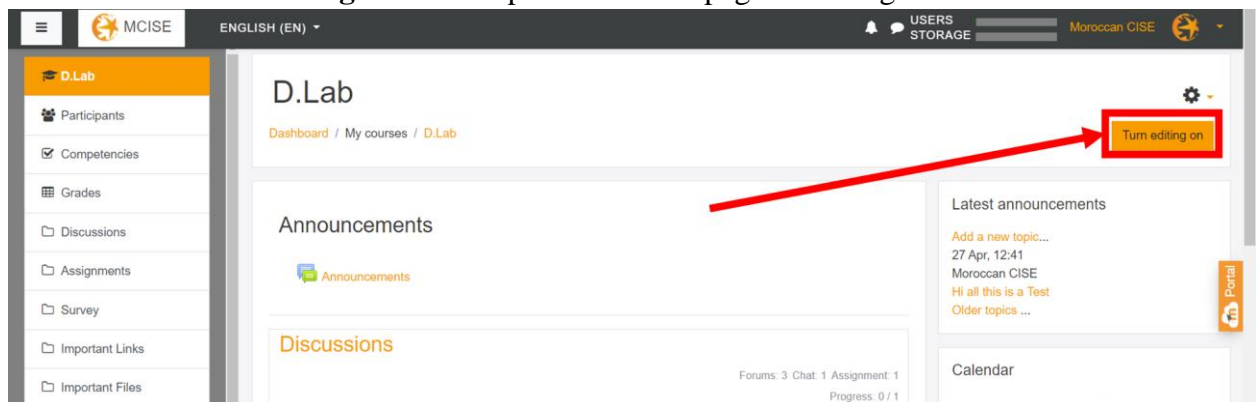 MCISE
ENGLISH (EN)
USERS
STORAGE
Moroccan CISE
D.Lab
Participants
Competencies
Grades
Discussions
Assignments
Survey
Important Links
Important Files
D.Lab
Dashboard / My courses / D.Lab
Turn editing on
Announcements
Announcements
Discussions
Forums: 3 Chat: 1 Assignment: 1
Progress: 0 / 1
Latest announcements
Add a new topic...
27 Apr, 12:41
Moroccan CISE
Hi all this is a Test
Older topics ...
Calendar
Portal